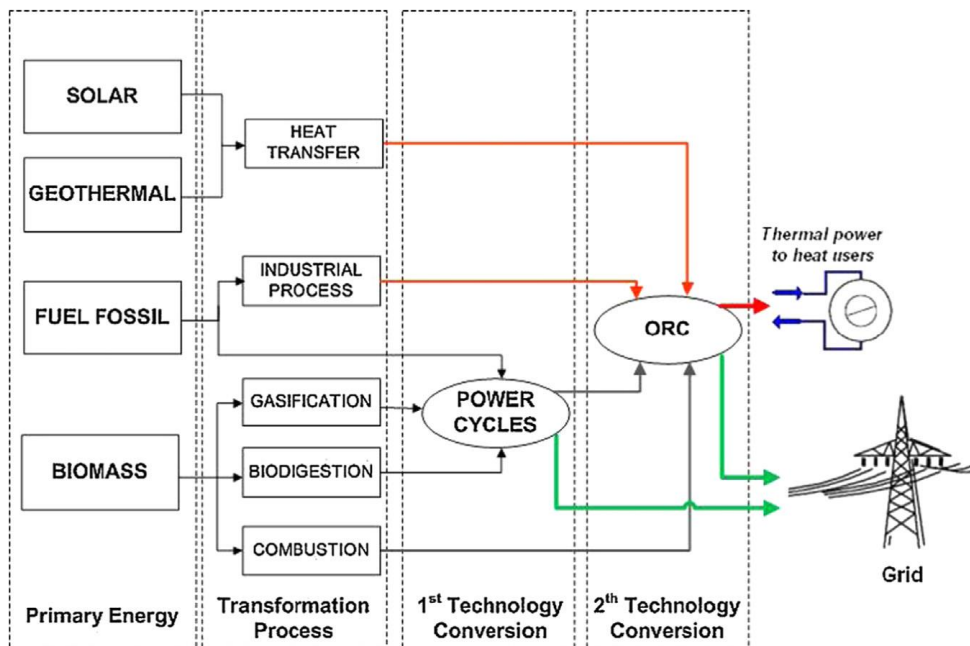 SOLAR
GEOTHERMAL
FUEL FOSSIL
BIOMASS
Primary Energy
HEAT
TRANSFER
INDUSTRIAL
PROCESS
GASIFICATION
BIODIGESTION
COMBUSTION
Transformation
Process
POWER
CYCLES
1st Technology
Conversion
ORC
2th Technology
Conversion
Thermal power
to heat users
Grid